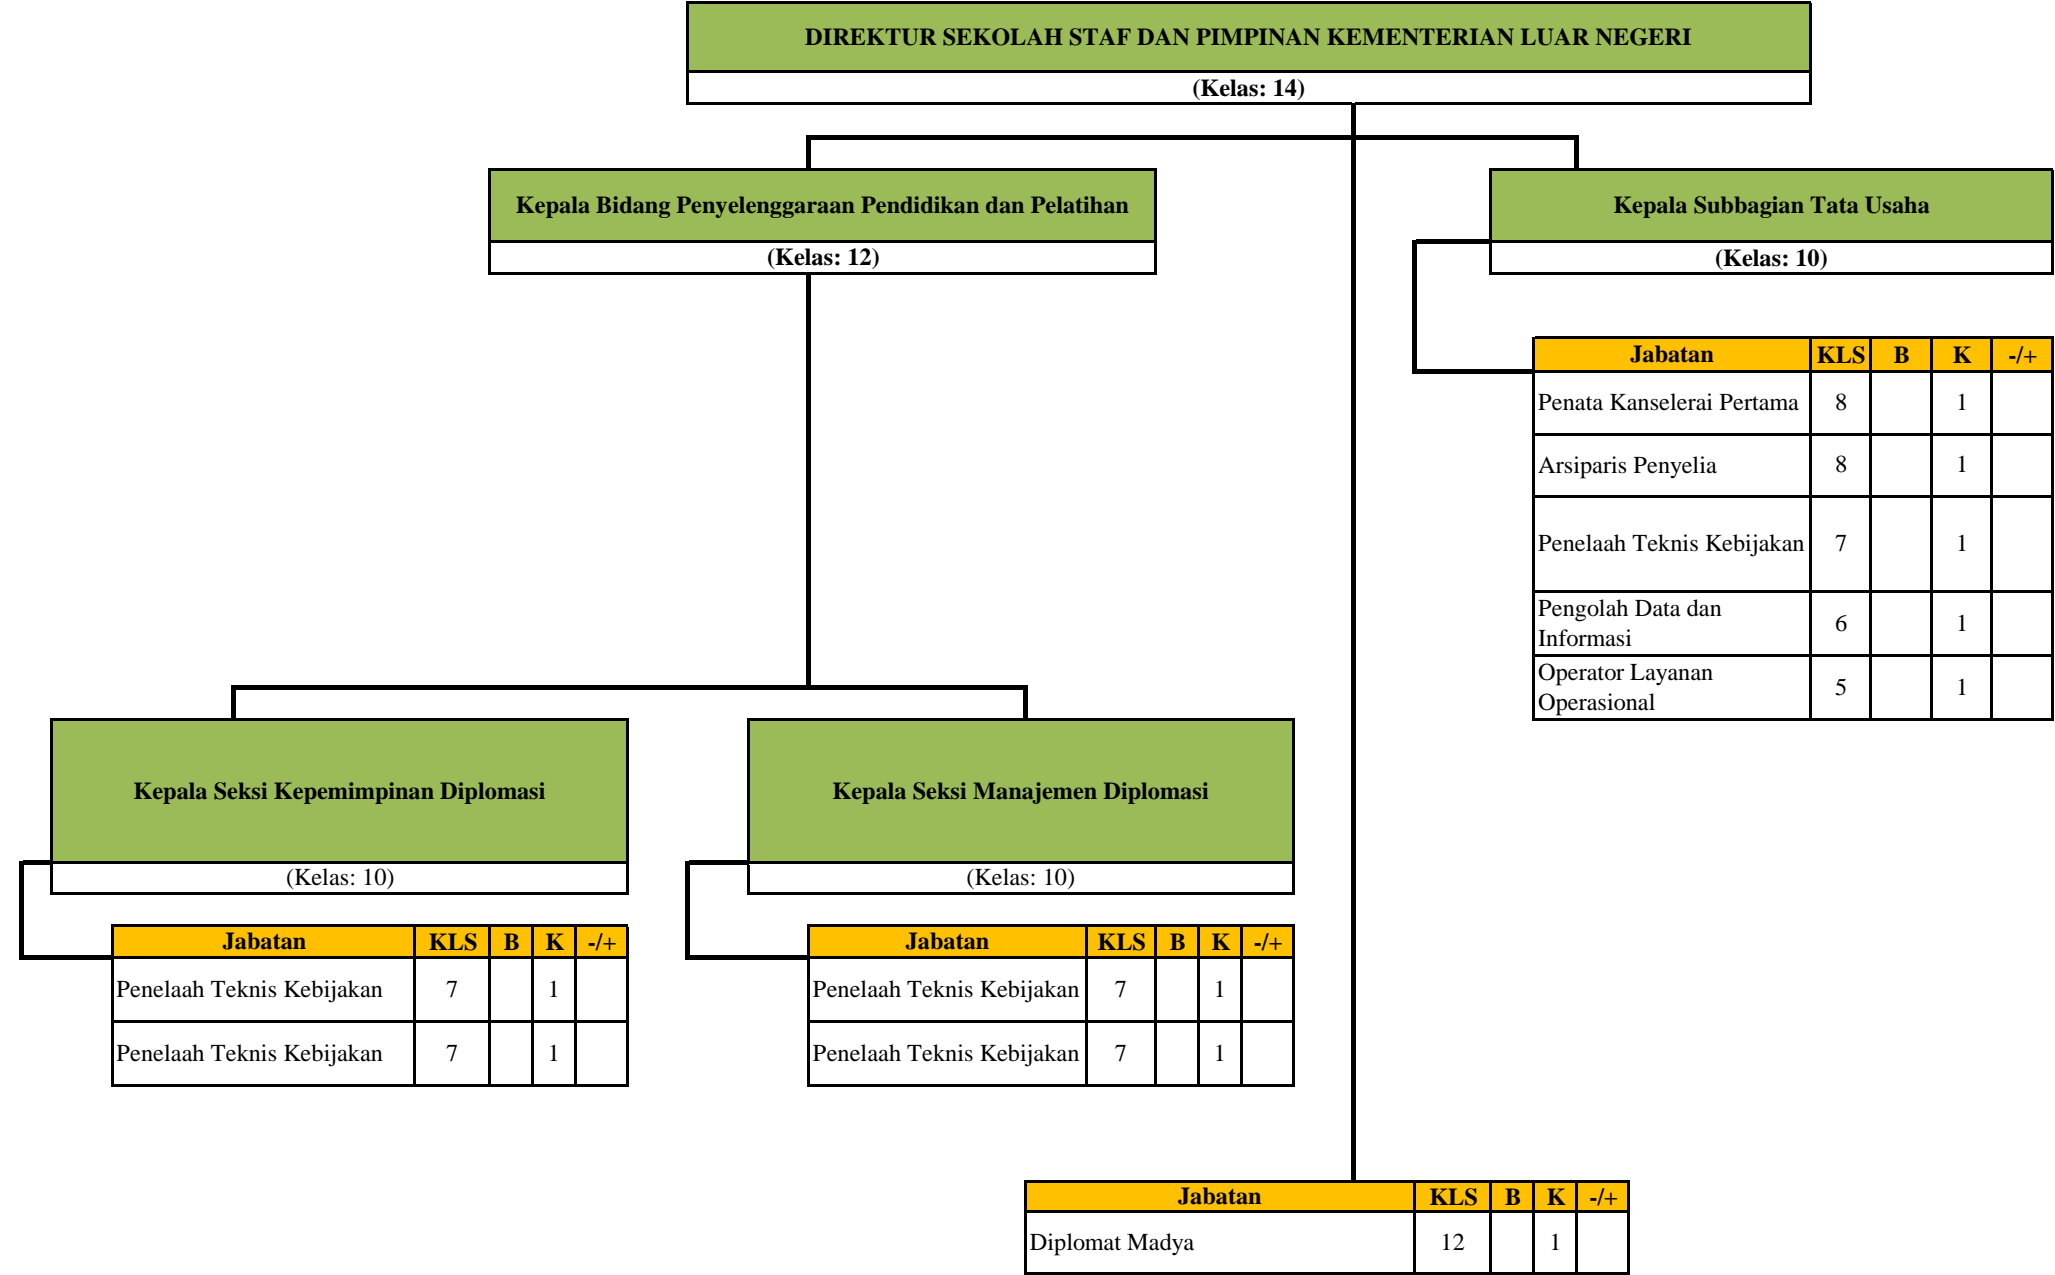 DIREKTUR SEKOLAH STAF DAN PIMPINAN KEMENTERIAN LUAR NEGERI
(Kelas: 14)
Kepala Bidang Penyelenggaraan Pendidikan dan Pelatihan
(Kelas: 12)
Kepala Subbagian Tata Usaha
(Kelas: 10)
Jabatan KLS B K -/+
Penata Kanselerai Pertama 8 1
Arsiparis Penyelia 8 1
Penelaah Teknis Kebijakan 7 1
Pengolah Data dan
Informasi 6 1
Operator Layanan
Operasional 5 1
Kepala Seksi Kepemimpinan Diplomasi
(Kelas: 10)
Jabatan KLS B K -/+
Penelaah Teknis Kebijakan 7 1
Penelaah Teknis Kebijakan 7 1
Kepala Seksi Manajemen Diplomasi
(Kelas: 10)
Jabatan KLS B K -/+
Penelaah Teknis Kebijakan 7 1
Penelaah Teknis Kebijakan 7 1
Jabatan KLS B K -/+
Diplomat Madya 12 1